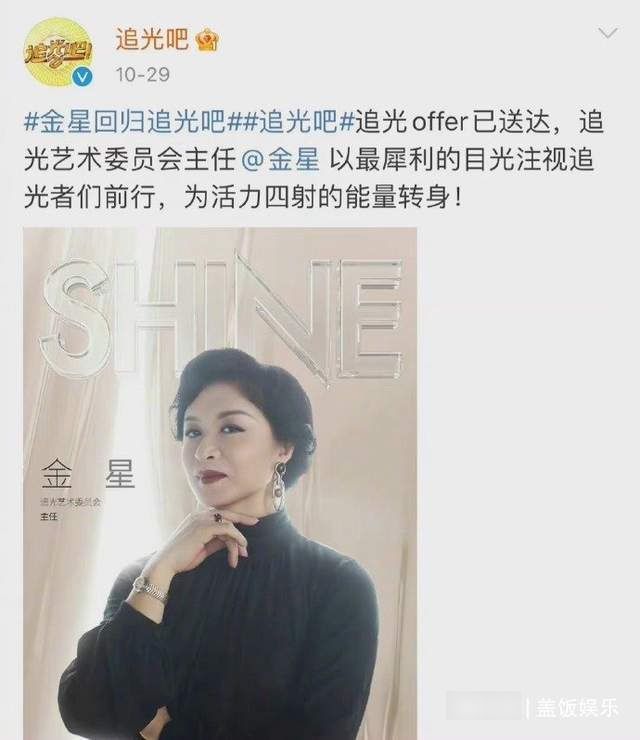 追光吧!
追光吧
10-29
#金星回归追光吧##追光吧#追光offer已送达，追
光艺术委员会主任@金星 以最犀利的目光注视追
光者们前行，为活力四射的能量转身！
SHINE
金 星
追光艺术委员会
主任
| 盖饭娱乐